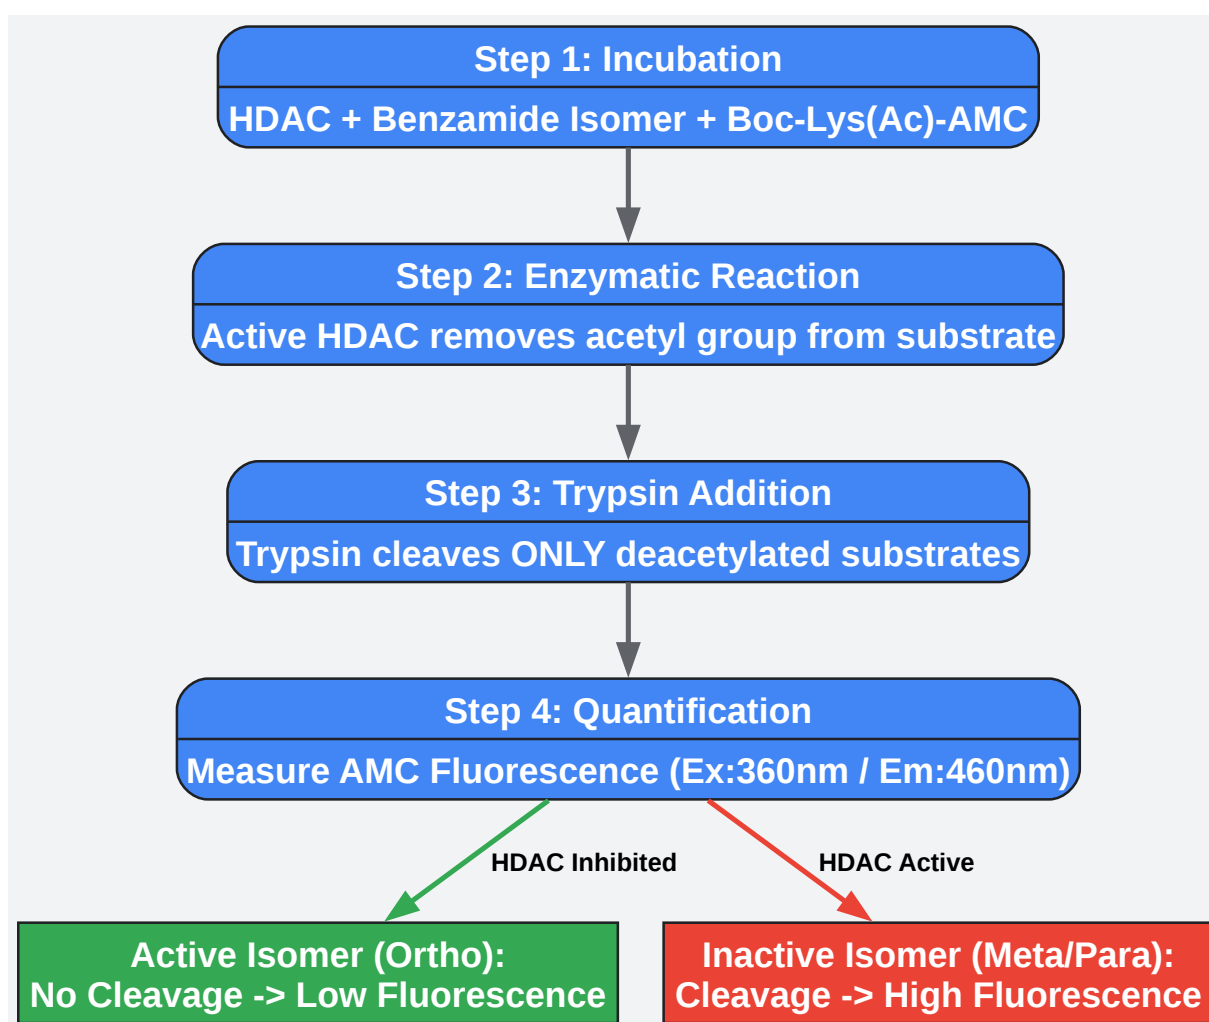 Step 1: Incubation
HDAC + Benzamide Isomer + Boc-Lys(Ac)-AMC
Step 2: Enzymatic Reaction
Active HDAC removes acetyl group from substrate
Step 3: Trypsin Addition
Trypsin cleaves ONLY deacetylated substrates
Step 4: Quantification
Measure AMC Fluorescence (Ex:360nm / Em:460nm)
HDAC Inhibited
HDAC Active
Active Isomer (Ortho):
No Cleavage -> Low Fluorescence
Inactive Isomer (Meta/Para):
Cleavage -> High Fluorescence